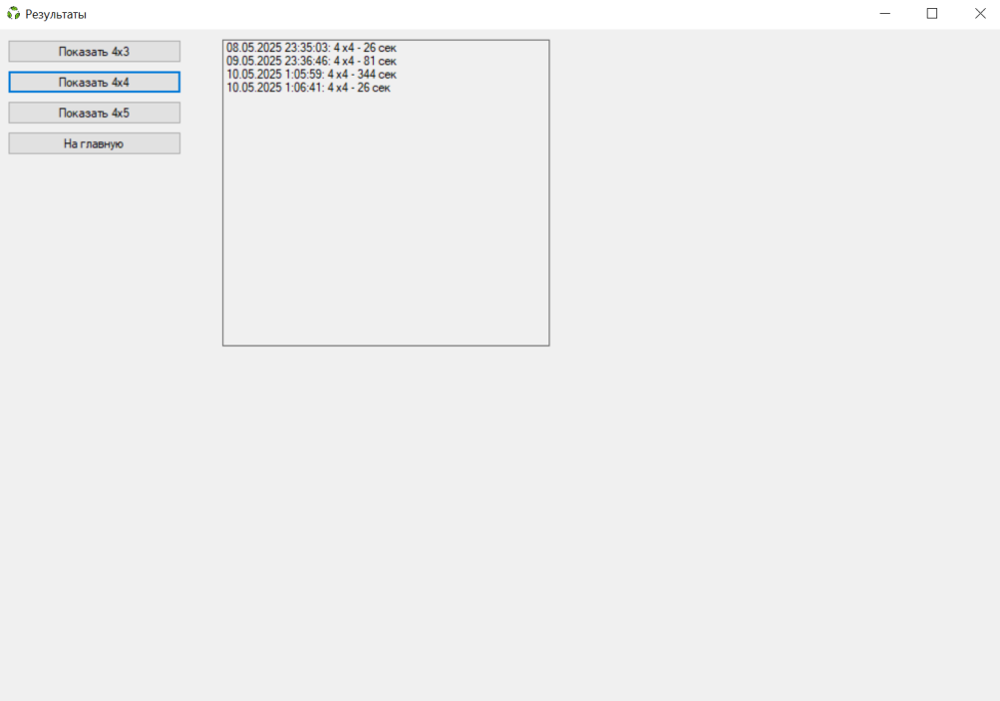 Результаты
Показать 4x3
Показать 4x4
Показать 4x5
На главную
08.05.2025 23:35:03: 4 x4 - 26 сек
09.05.2025 23:36:46: 4 x4 - 81 сек
10.05.2025 1:05:59: 4 x4 - 344 сек
10.05.2025 1:06:41: 4 x4 - 26 сек